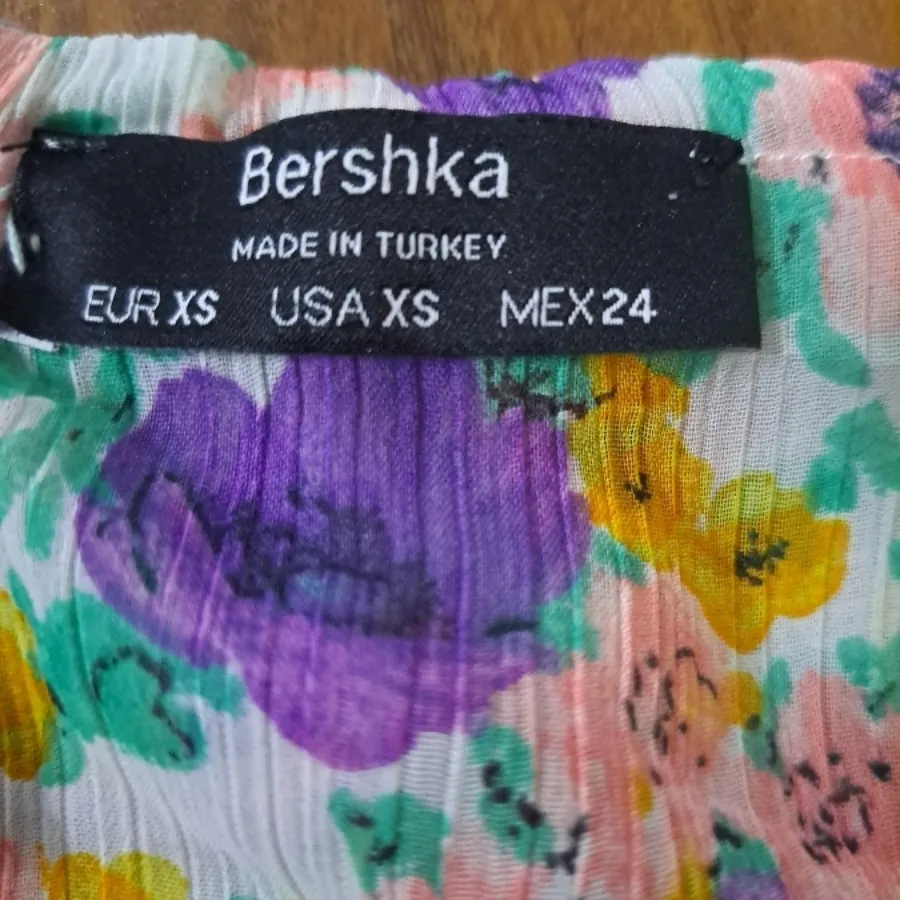 Bershka
MADE IN TURKEY
EUR XS USA XS MEX 24